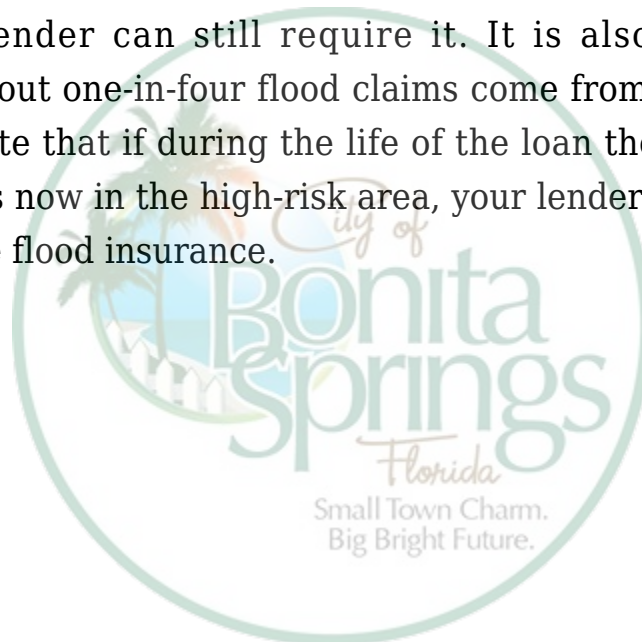 ender can still require it. It is also
out one-in-four flood claims come from
te that if during the life of the loan the
s now in the high-risk area, your lender
e flood insurance.
City of
Bonita
Springs
Florida
Small Town Charm.
Big Bright Future.